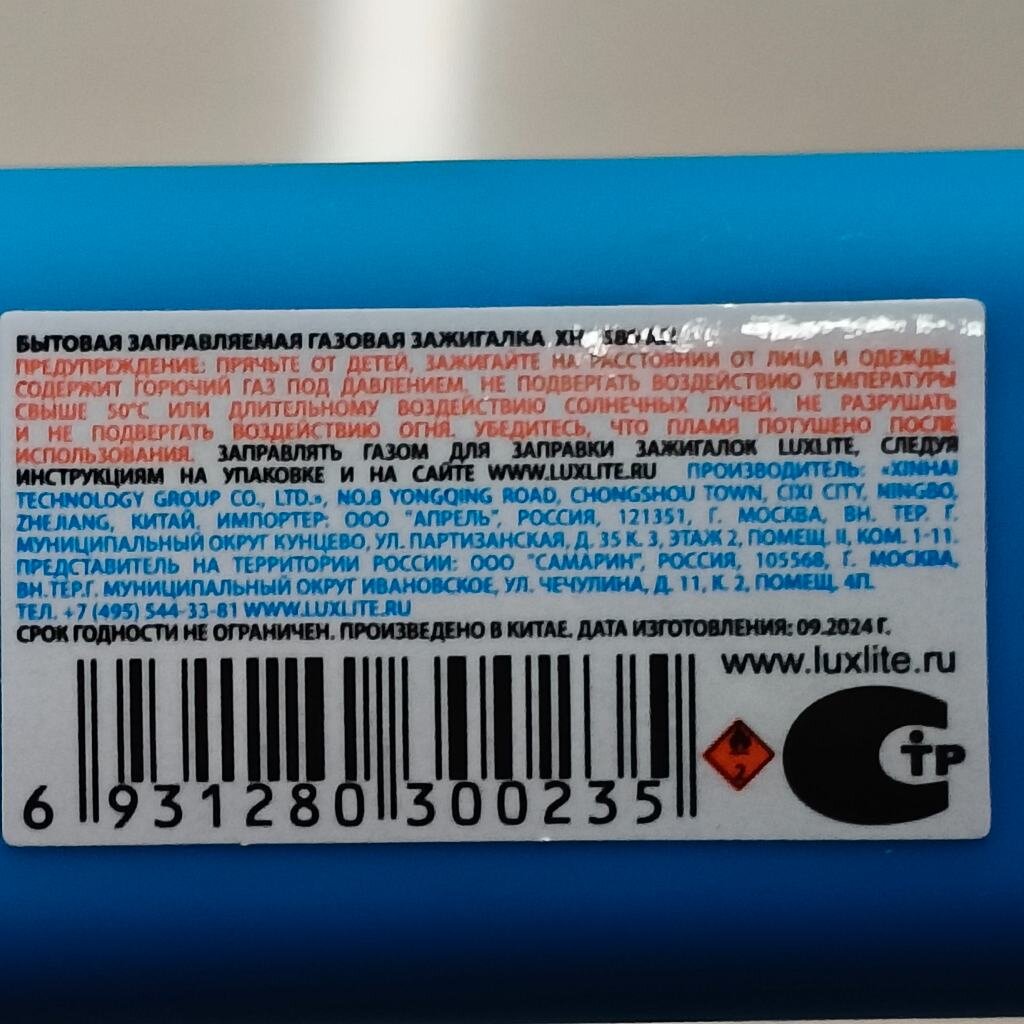 БЫТОВАЯ ЗАПРАВЛЯЕМАЯ ГАЗОВАЯ ЗАЖИГАЛКА, XH
ПРЕДУПРЕЖДЕНИЕ: ПРЯЧЬТЕ ОТ ДЕТЕЙ, ЗАЖИГАЙТЕ НА РАССТОЯНИИ ОТ ЛИЦА И ОДЕЖДЫ.
СОДЕРЖИТ ГОРЮЧИЙ ГАЗ ПОД ДАВЛЕНИЕМ. НЕ ПОДВЕРГАТЬ ВОЗДЕЙСТВИЮ ТЕМПЕРАТУРЫ
СВЫШЕ 50°С ИЛИ ДЛИТЕЛЬНОМУ ВОЗДЕЙСТВИЮ СОЛНЕЧНЫХ ЛУЧЕЙ. НЕ РАЗРУШАТЬ
И НЕ ПОДВЕРГАТЬ ВОЗДЕЙСТВИЮ ОГНЯ. УБЕДИТЕСЬ, ЧТО ПЛАМЯ ПОТУШЕНО ПОСЛЕ
ИСПОЛЬЗОВАНИЯ. ЗАПРАВЛЯТЬ ГАЗОМ ДЛЯ ЗАПРАВКИ ЗАЖИГАЛОК LUXLITE, СЛЕДУЯ
ИНСТРУКЦИЯМ НА УПАКОВКЕ И НА САЙТЕ WWW.LUXLITE.RU ПРОИЗВОДИТЕЛЬ: «XINHAI
TECHNOLOGY GROUP CO., LTD.», NO.8 YONGQING ROAD, CHONGSHOU TOWN, CIXI CITY, NINGBO,
ZHEJIANG, КИТАЙ. ИМПОРТЕР: ООО "АПРЕЛЬ", РОССИЯ, 121351, Г. МОСКВА, ВН. ТЕР. Г.
МУНИЦИПАЛЬНЫЙ ОКРУГ КУНЦЕВО, УЛ. ПАРТИЗАНСКАЯ, Д. 35 К. 3, ЭТАЖ 2, ПОМЕЩ. II, КОМ. 1-11.
ПРЕДСТАВИТЕЛЬ НА ТЕРРИТОРИИ РОССИИ: ООО "САМАРИН", РОССИЯ, 105568, Г. МОСКВА,
ВН.ТЕР.Г. МУНИЦИПАЛЬНЫЙ ОКРУГ ИВАНОВСКОЕ, УЛ. ЧЕЧУЛИНА, Д. 11, К. 2, ПОМЕЩ. 4П.
ТЕЛ. +7 (495) 544-33-81 WWW.LUXLITE.RU
СРОК ГОДНОСТИ НЕ ОГРАНИЧЕН. ПРОИЗВЕДЕНО В КИТАЕ. ДАТА ИЗГОТОВЛЕНИЯ: 09.2024 Г.
www.luxlite.ru
2
СТР
6 931280 300235